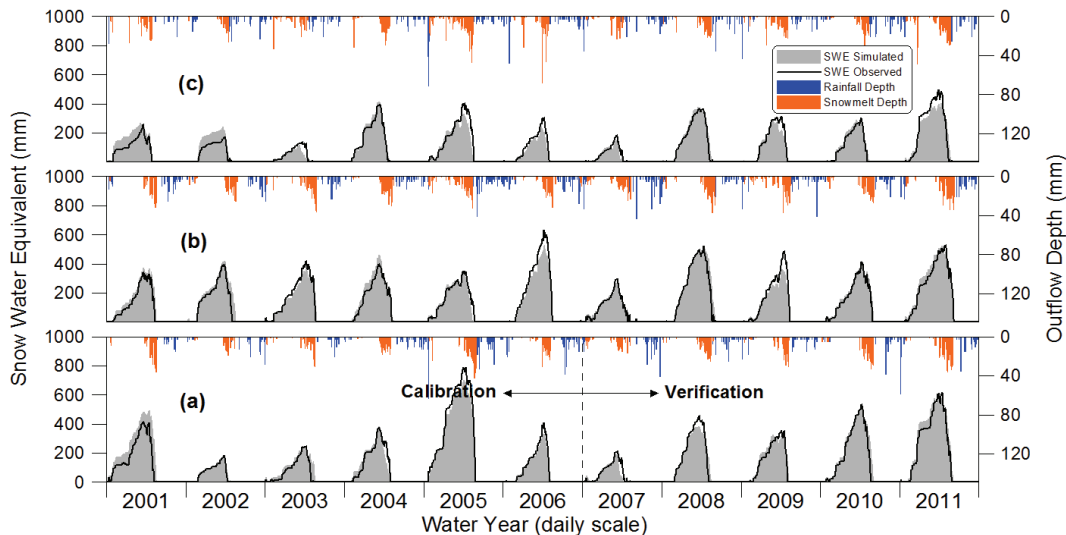 Snow Water Equivalent (mm)
1000
800
600
400
200
(c)
SWE Simulated
SWE Observed
Rainfall Depth
Snowmelt Depth
0
40
80
120
1000
800
600
400
200
(b)
0
40
80
120
Outflow Depth (mm)
1000
800
600
400
200
0
(a)
Calibration
Verification
0
40
80
120
2001 2002 2003 2004 2005 2006 2007 2008 2009 2010 2011
Water Year (daily scale)